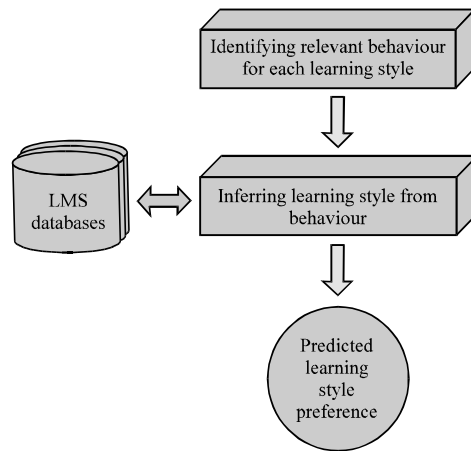 Identifying relevant behaviour
for each learning style
LMS
databases
Inferring learning style from
behaviour
Predicted
learning
style
preference